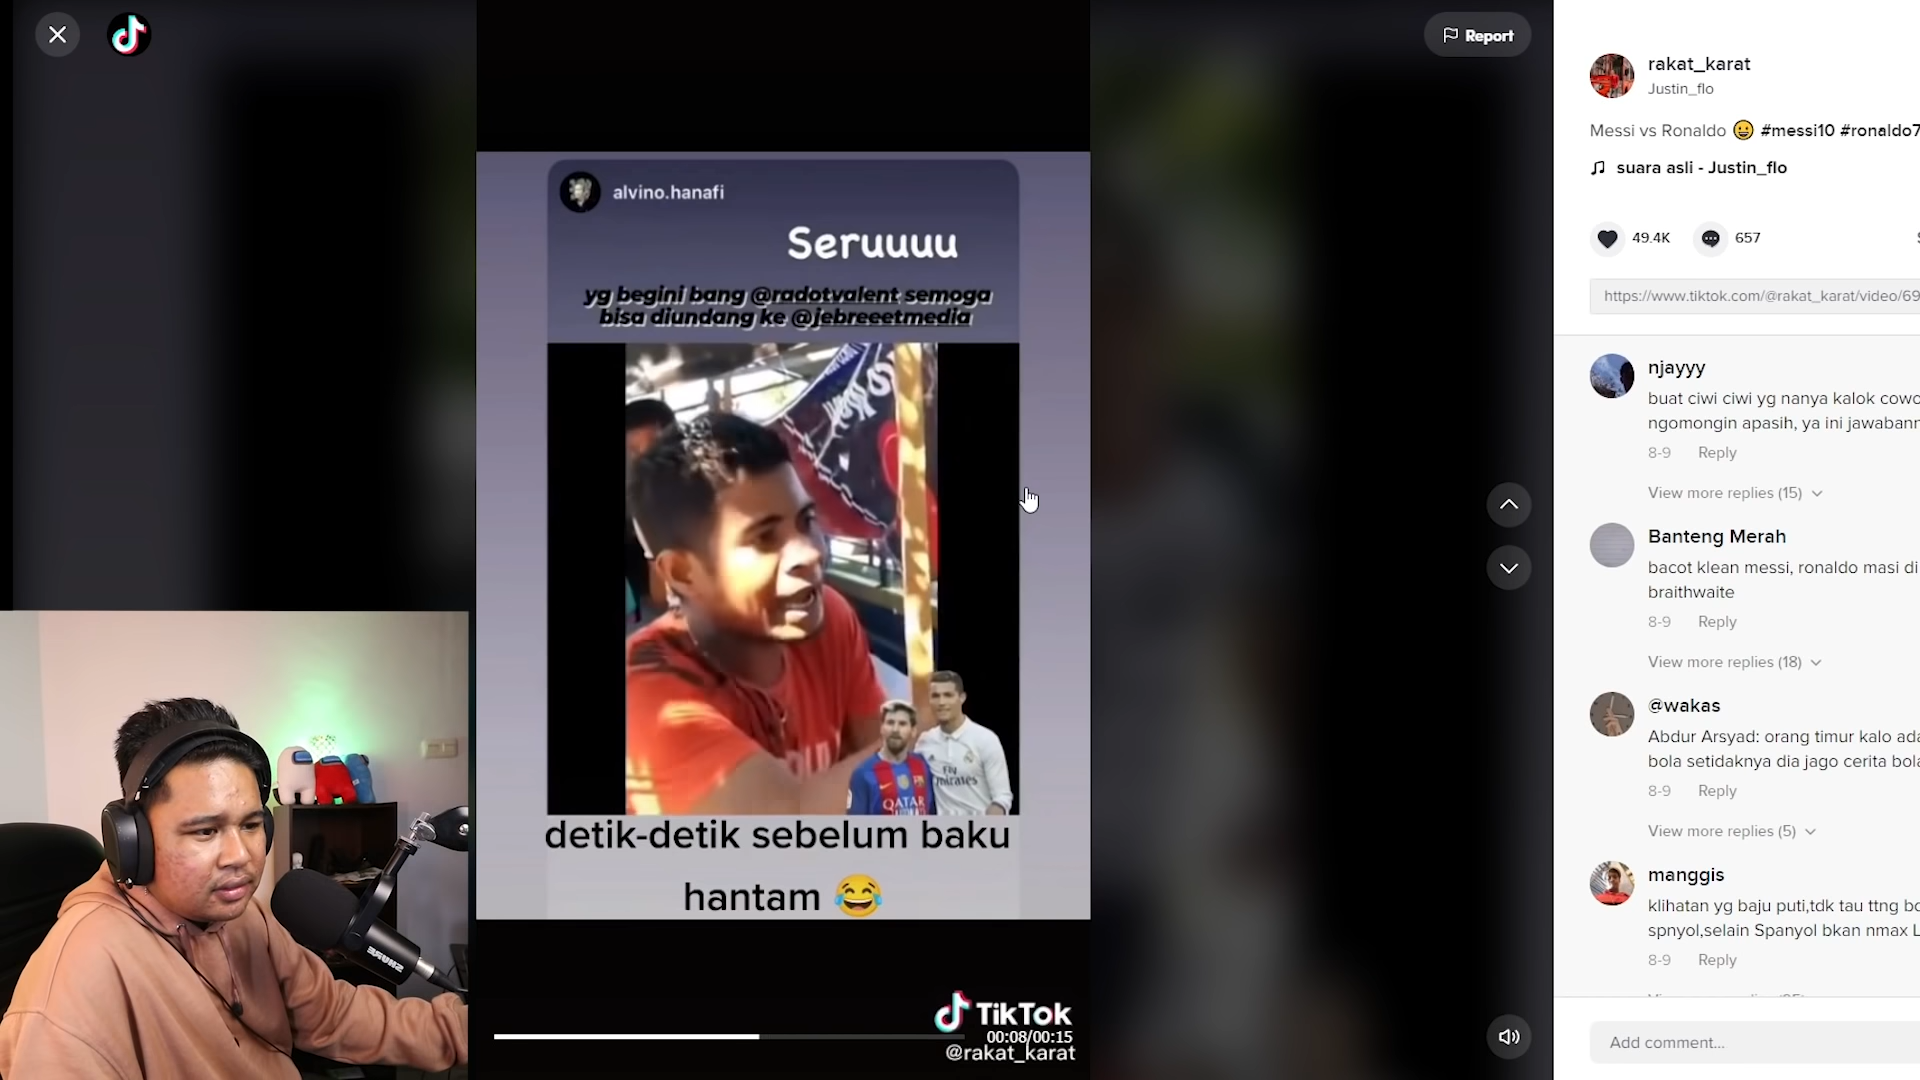 Report
alvino.hanafi
Seruuuu
yg begini bang @radotvalent semoga
bisa diundang ke @jebreeetmedia
QATAR
Fly
Emirates
detik-detik sebelum baku
hantam 😂
SHURE
TikTok
00:08/00:15
@rakat_karat
rakat_karat
Justin_flo
Messi vs Ronaldo 😀 #messi10 #ronaldo7
suara asli - Justin_flo
49.4K
657
https://www.tiktok.com/@rakat_karat/video/69
njayyy
buat ciwi ciwi yg nanya kalok cowo
ngomongin apasih, ya ini jawabann
8-9 Reply
View more replies (15)
Banteng Merah
bacot klean messi, ronaldo masi di
braithwaite
8-9 Reply
View more replies (18)
@wakas
Abdur Arsyad: orang timur kalo ada
bola setidaknya dia jago cerita bola
8-9 Reply
View more replies (5)
manggis
klihatan yg baju puti,tdk tau ttng bo
spnyol,selain Spanyol bkan nmax L
8-9 Reply
Add comment...